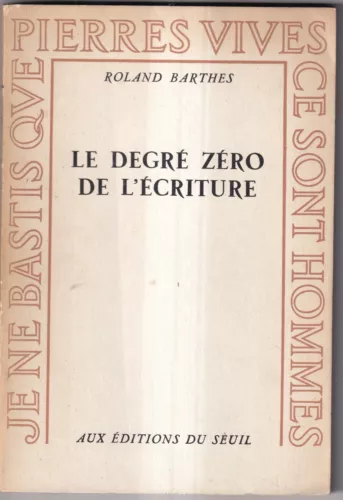 JE NE BASTIS QVE
PIERRES VIVES
CE SONT HOMMES
ROLAND BARTHES
LE DEGRÉ ZÉRO
DE L'ÉCRITURE
AUX ÉDITIONS DU SEUIL